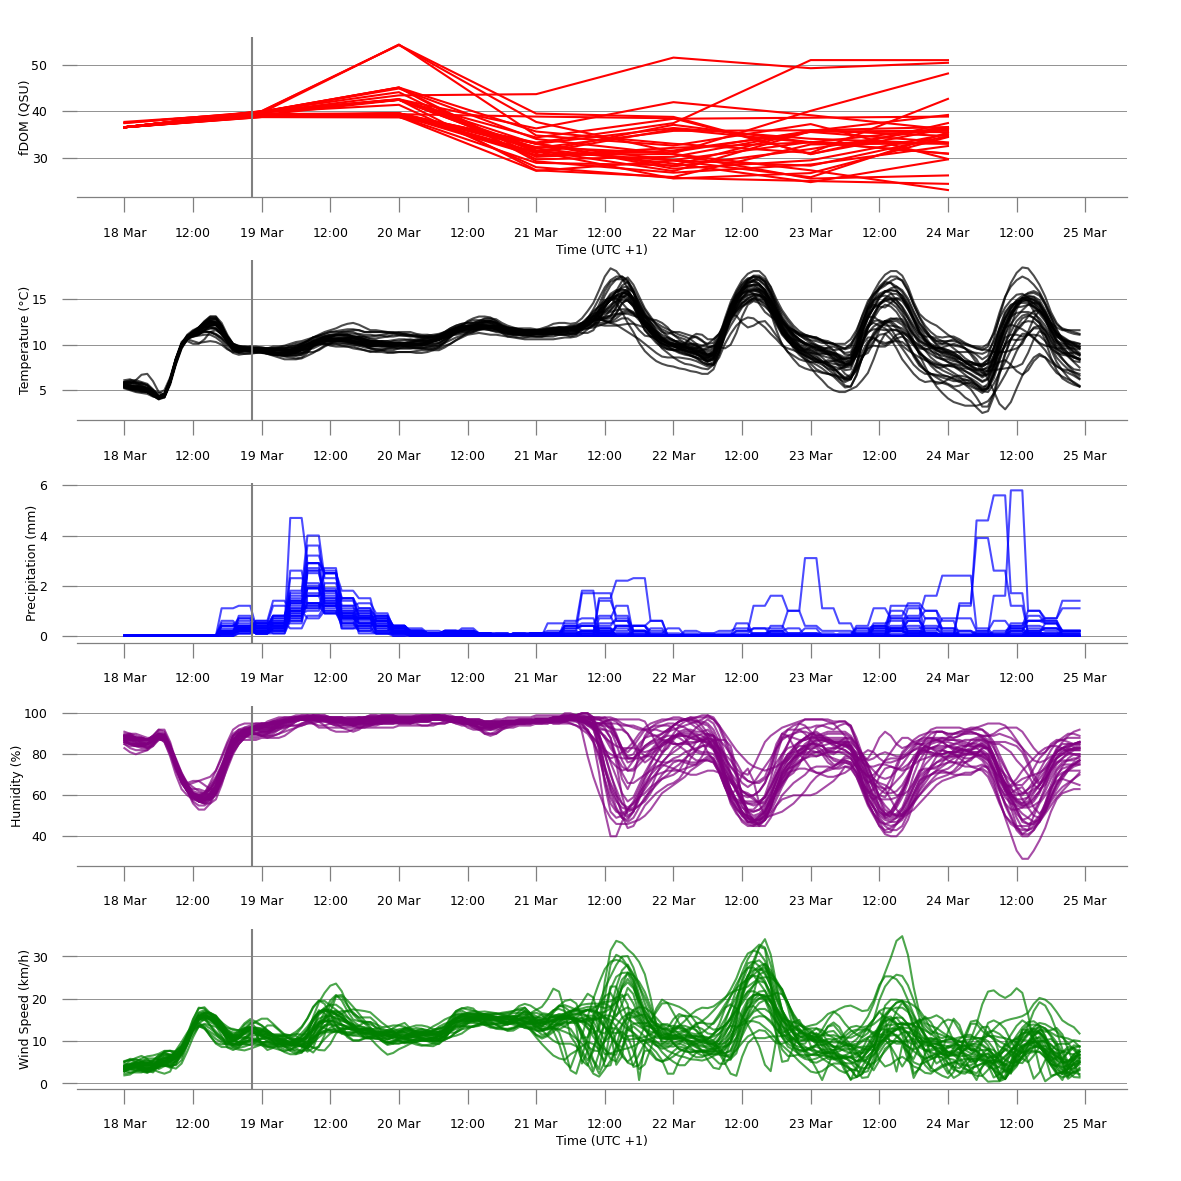 fDOM (QSU)
50
40
30
18 Mar 12:00 19 Mar 12:00 20 Mar 12:00 21 Mar 12:00 22 Mar 12:00 23 Mar 12:00 24 Mar 12:00 25 Mar
Time (UTC +1)
Temperature (°C)
15
10
5
18 Mar 12:00 19 Mar 12:00 20 Mar 12:00 21 Mar 12:00 22 Mar 12:00 23 Mar 12:00 24 Mar 12:00 25 Mar
Precipitation (mm)
6
4
2
0
18 Mar 12:00 19 Mar 12:00 20 Mar 12:00 21 Mar 12:00 22 Mar 12:00 23 Mar 12:00 24 Mar 12:00 25 Mar
Humidity (%)
100
80
60
40
18 Mar 12:00 19 Mar 12:00 20 Mar 12:00 21 Mar 12:00 22 Mar 12:00 23 Mar 12:00 24 Mar 12:00 25 Mar
Wind Speed (km/h)
30
20
10
0
18 Mar 12:00 19 Mar 12:00 20 Mar 12:00 21 Mar 12:00 22 Mar 12:00 23 Mar 12:00 24 Mar 12:00 25 Mar
Time (UTC +1)